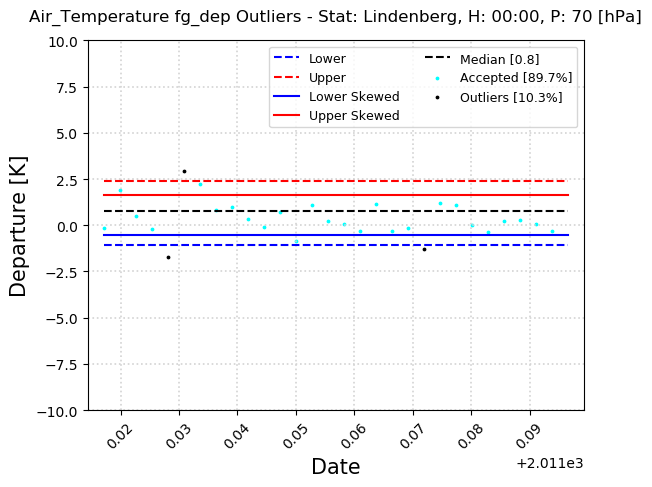 Air_Temperature fg_dep Outliers - Stat: Lindenberg, H: 00:00, P: 70 [hPa]
10.0
7.5
5.0
2.5
0.0
−2.5
−5.0
−7.5
−10.0
Departure [K]
Lower
Upper
Lower Skewed
Upper Skewed
Median [0.8]
Accepted [89.7%]
Outliers [10.3%]
0.02
0.03
0.04
0.05
0.06
0.07
0.08
0.09
+2.011e3
Date